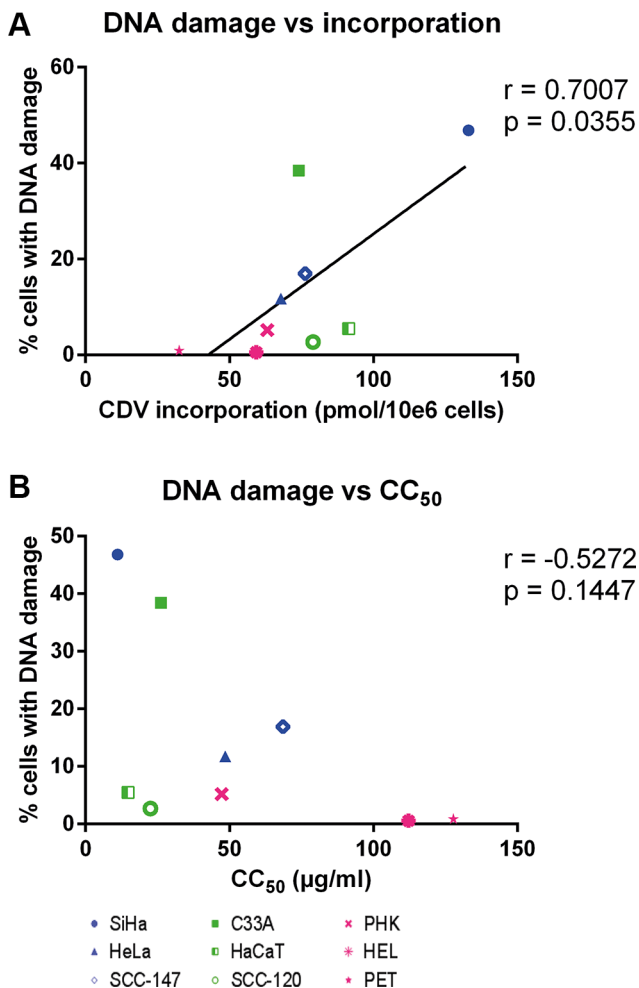 A
DNA damage vs incorporation
r = 0.7007
p = 0.0355
% cells with DNA damage
60
40
20
0
0 50 100 150
CDV incorporation (pmol/10e6 cells)
B
DNA damage vs CC50
r = -0.5272
p = 0.1447
% cells with DNA damage
50
40
30
20
10
0
0 50 100 150
CC50 (µg/ml)
SiHa C33A PHK
HeLa HaCaT HEL
SCC-147 SCC-120 PET